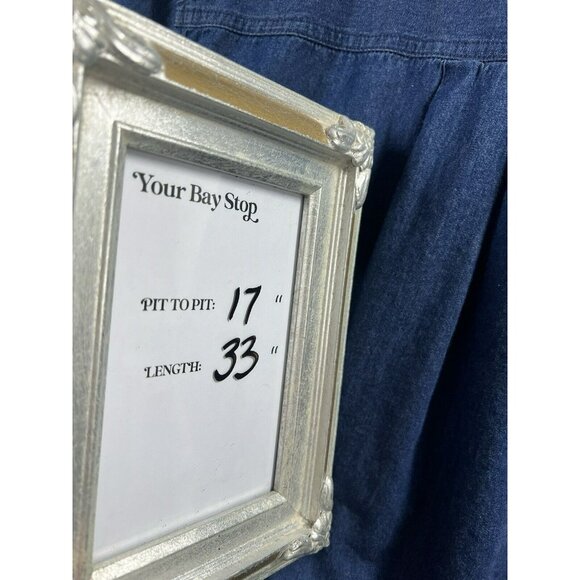 Your Bay Stop
PIT TO PIT: 17 "
LENGTH: 33 "